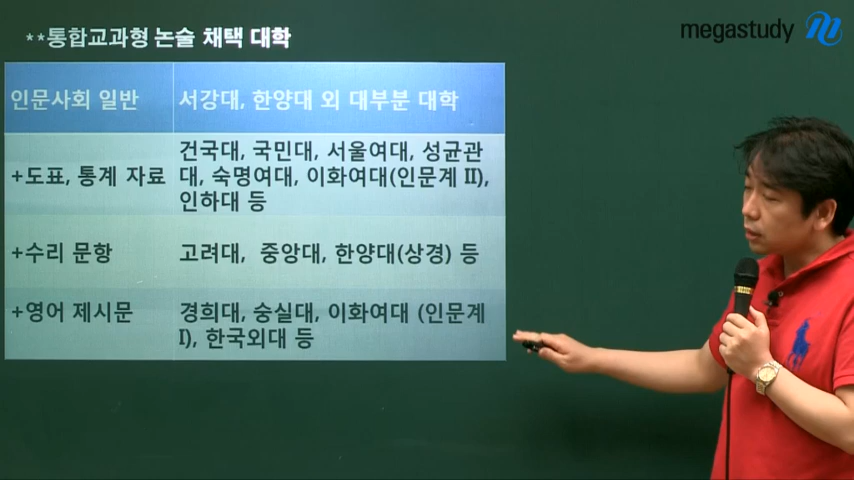 **통합교과형 논술 채택 대학
megastudy
인문사회 일반
서강대, 한양대 외 대부분 대학
+도표, 통계 자료
건국대, 국민대, 서울여대, 성균관
대, 숙명여대, 이화여대(인문계 II),
인하대 등
+수리 문항
고려대, 중앙대, 한양대(상경) 등
+영어 제시문
경희대, 숭실대, 이화여대 (인문계
I), 한국외대 등